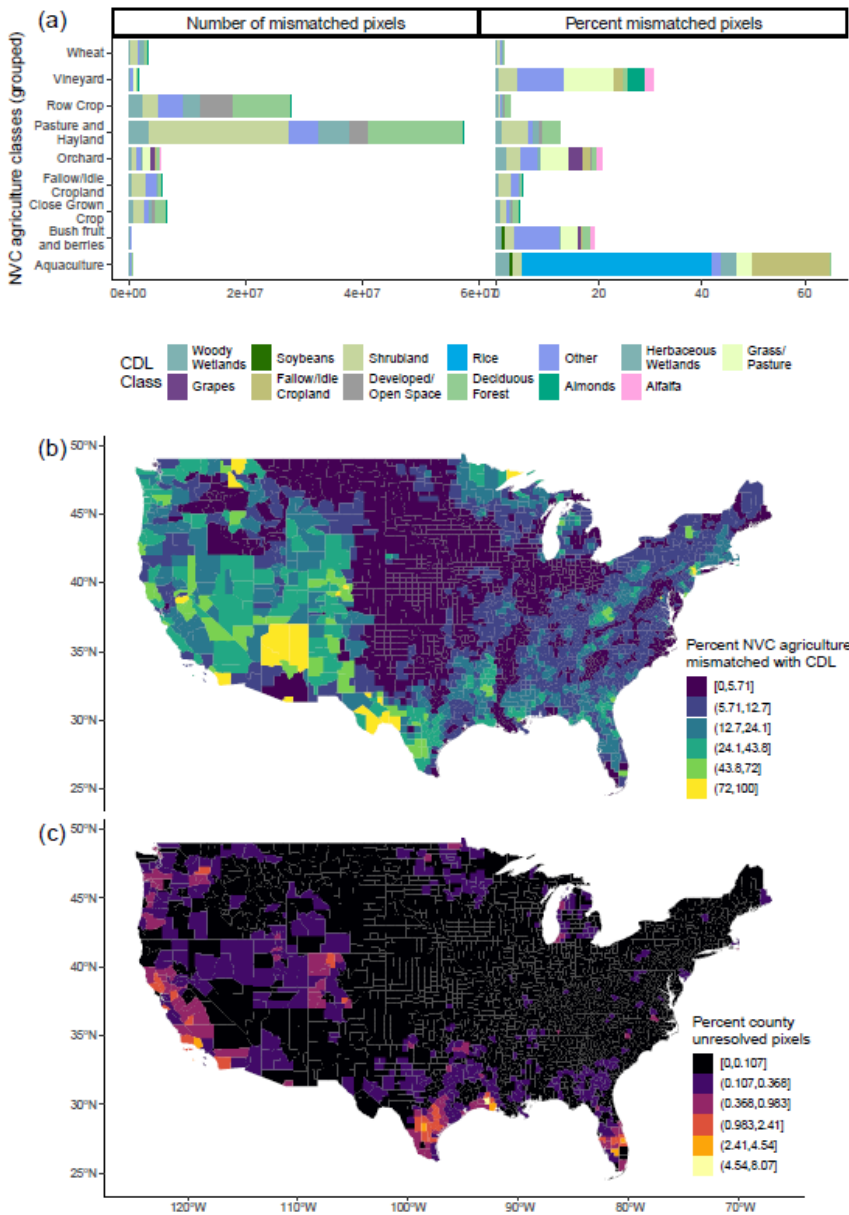 (a)
Number of mismatched pixels
Percent mismatched pixels
NVC agriculture classes (grouped)
Wheat
Vineyard
Row Crop
Pasture and
Hayland
Orchard
Fallow/Idle
Cropland
Close Grown
Crop
Bush fruit
and berries
Aquaculture
0e+00
2e+07
4e+07
6e+07
0
20
40
60
CDL
Class
Woody
Wetlands
Soybeans
Shrubland
Rice
Other
Herbaceous
Wetlands
Grass/
Pasture
Grapes
Fallow/Idle
Cropland
Developed/
Open Space
Deciduous
Forest
Almonds
Alfalfa
(b)
50°N
45°N
40°N
35°N
30°N
25°N
Percent NVC agriculture
mismatched with CDL
[0,5.71]
(5.71,12.7]
(12.7,24.1]
(24.1,43.8]
(43.8,72]
(72,100]
(c)
50°N
45°N
40°N
35°N
30°N
25°N
Percent county
unresolved pixels
[0,0.107]
(0.107,0.368]
(0.368,0.983]
(0.983,2.41]
(2.41,4.54]
(4.54,8.07]
120°W
110°W
100°W
90°W
80°W
70°W